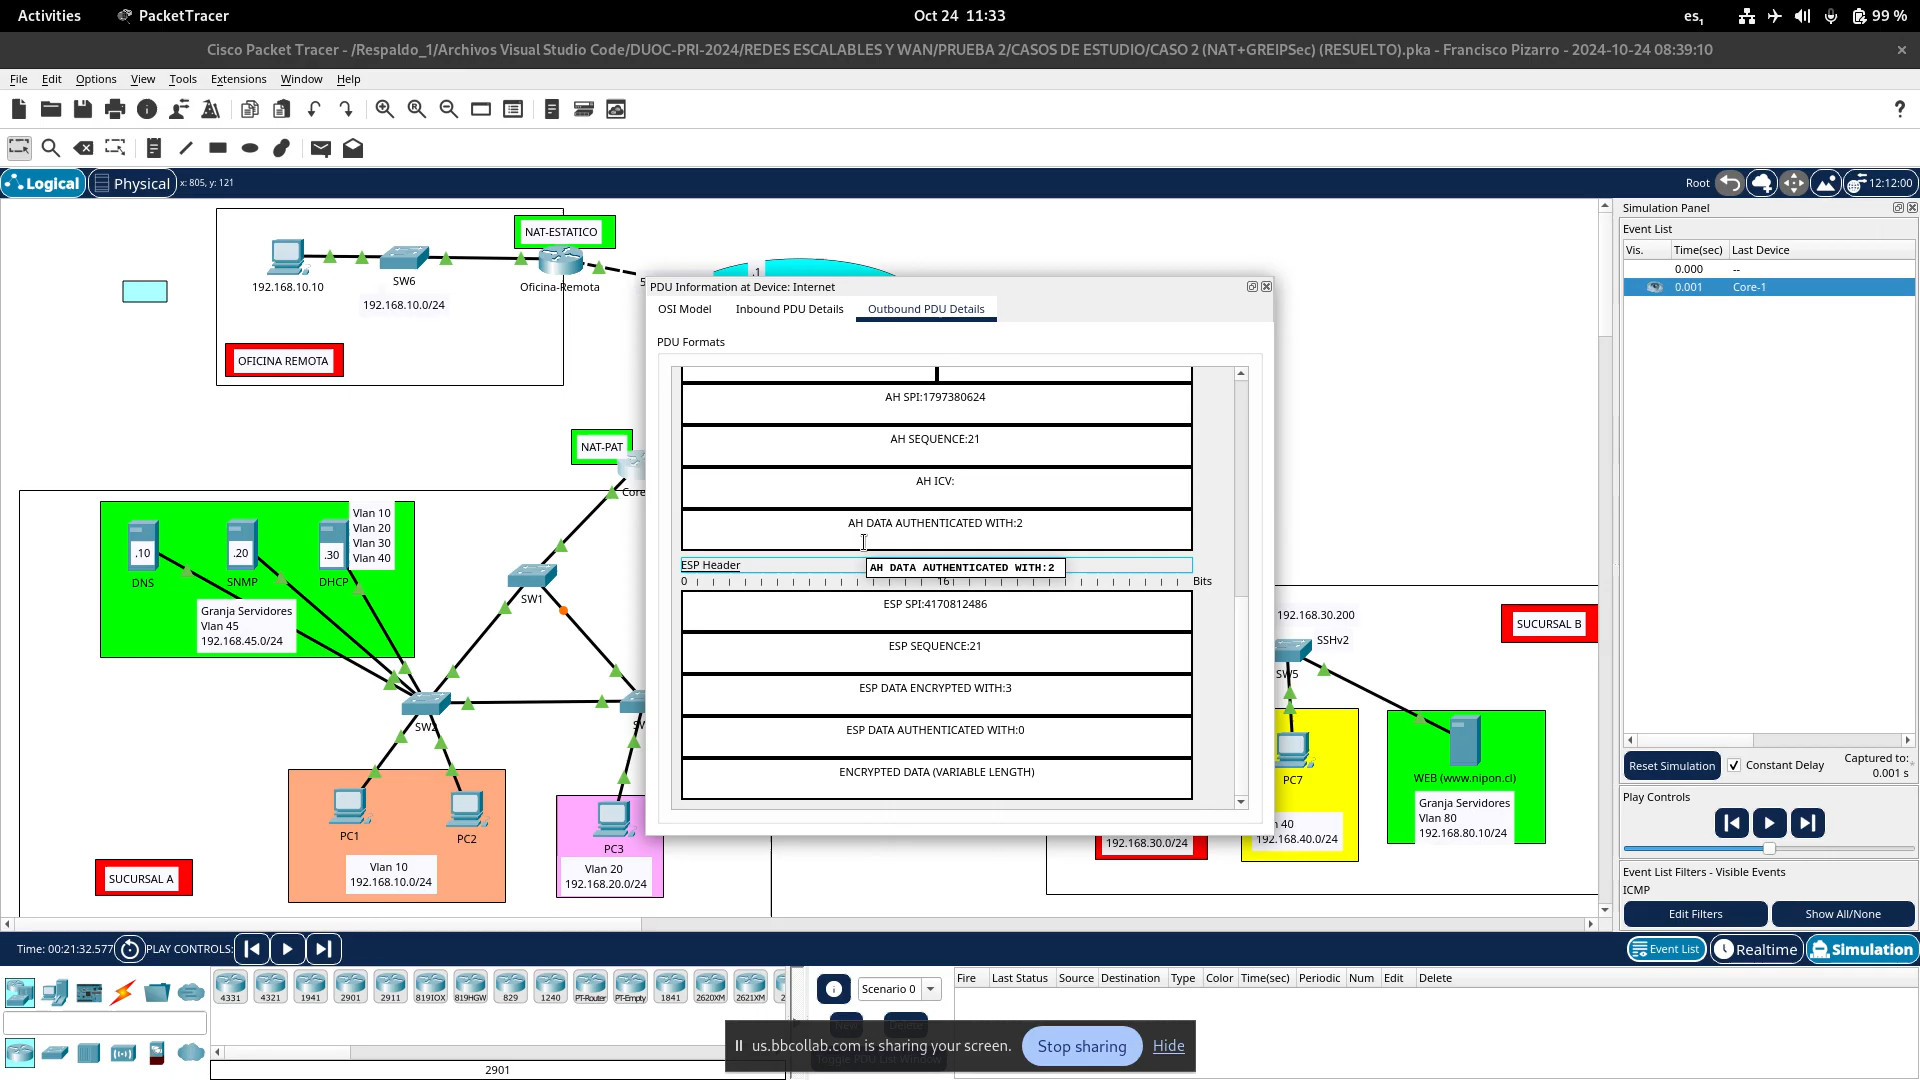 Activities
PacketTracer
Oct 24 11:33
es1
99 %
Cisco Packet Tracer - /Respaldo_1/Archivos Visual Studio Code/DUOC-PRI-2024/REDES ESCALABLES Y WAN/PRUEBA 2/CASOS DE ESTUDIO/CASO 2 (NAT+GREIPSec) (RESUELTO).pka - Francisco Pizarro - 2024-10-24 08:39:10
File Edit Options View Tools Extensions Window Help
Logical
Physical
x: 805, y: 121
Root
12:12:00
NAT-ESTATICO
192.168.10.10
SW6
192.168.10.0/24
Oficina-Remota
OFICINA REMOTA
.1
NAT-PAT
Core
Vlan 10
Vlan 20
Vlan 30
Vlan 40
.10
.20
.30
DNS
SNMP
DHCP
Granja Servidores
Vlan 45
192.168.45.0/24
SW1
SW2
PC1
PC2
PC3
Vlan 10
192.168.10.0/24
Vlan 20
192.168.20.0/24
SUCURSAL A
PDU Information at Device: Internet
OSI Model
Inbound PDU Details
Outbound PDU Details
PDU Formats
AH SPI:1797380624
AH SEQUENCE:21
AH ICV:
AH DATA AUTHENTICATED WITH:2
ESP Header
AH DATA AUTHENTICATED WITH:2
0
16
Bits
ESP SPI:4170812486
ESP SEQUENCE:21
ESP DATA ENCRYPTED WITH:3
ESP DATA AUTHENTICATED WITH:0
ENCRYPTED DATA (VARIABLE LENGTH)
192.168.30.200
SSHv2
SW5
SUCURSAL B
PC7
WEB (www.nipon.cl)
Granja Servidores
Vlan 80
192.168.80.10/24
192.168.30.0/24
n 40
192.168.40.0/24
Simulation Panel
Event List
Vis. Time(sec) Last Device
0.000 --
0.001 Core-1
Reset Simulation
Constant Delay
Captured to:
0.001 s
Play Controls
Event List Filters - Visible Events
ICMP
Edit Filters
Show All/None
Time: 00:21:32.577
PLAY CONTROLS:
Event List
Realtime
Simulation
4331 4321 1941 2901 2911 819IOX 819HGW 829 1240 PT-Router PT-Empty 1841 2620XM 2621XM 2
2901
Scenario 0
New
Delete
Toggle PDU List Window
Fire Last Status Source Destination Type Color Time(sec) Periodic Num Edit Delete
us.bbcollab.com is sharing your screen.
Stop sharing
Hide